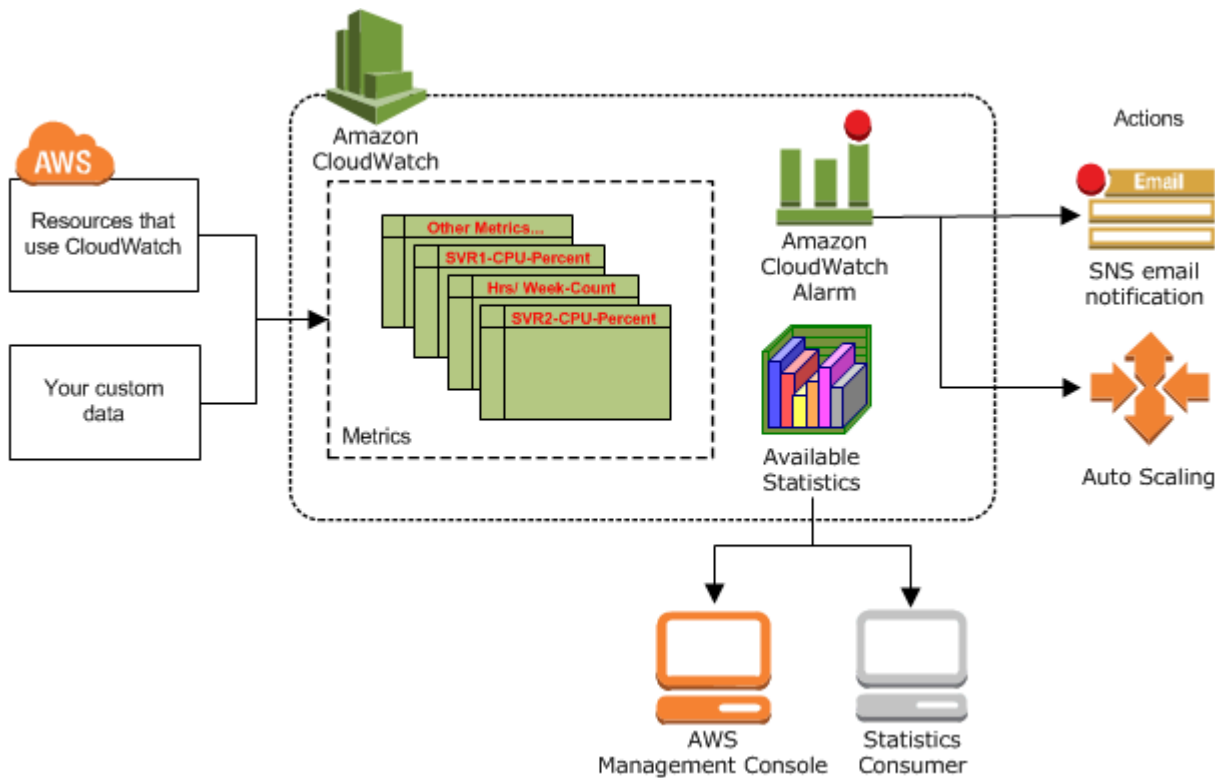 Amazon
CloudWatch
AWS
Resources that
use CloudWatch
Your custom
data
Other Metrics...
SVR1-CPU-Percent
Hrs/ Week-Count
SVR2-CPU-Percent
Metrics
Amazon
CloudWatch
Alarm
Available
Statistics
Actions
Email
SNS email
notification
Auto Scaling
AWS
Management Console
Statistics
Consumer